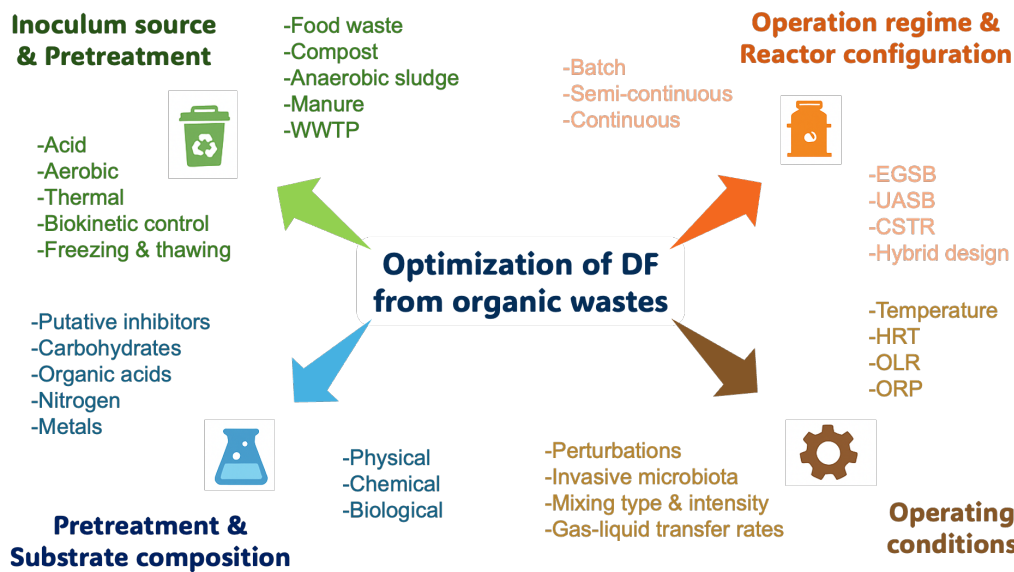 Inoculum source
& Pretreatment
-Food waste
-Compost
-Anaerobic sludge
-Manure
-WWTP
-Acid
-Aerobic
-Thermal
-Biokinetic control
-Freezing & thawing
Operation regime &
Reactor configuration
-Batch
-Semi-continuous
-Continuous
-EGSB
-UASB
-CSTR
-Hybrid design
Optimization of DF
from organic wastes
-Putative inhibitors
-Carbohydrates
-Organic acids
-Nitrogen
-Metals
-Physical
-Chemical
-Biological
Pretreatment &
Substrate composition
-Temperature
-HRT
-OLR
-ORP
-Perturbations
-Invasive microbiota
-Mixing type & intensity
-Gas-liquid transfer rates
Operating
conditions